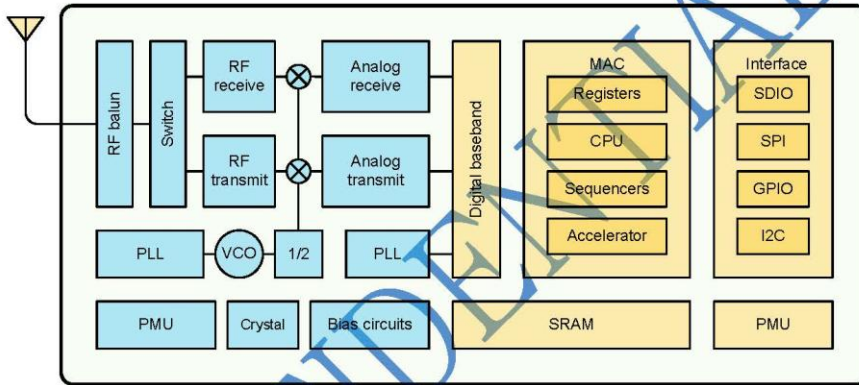 RF balun
Switch
RF
receive
Analog
receive
RF
transmit
Analog
transmit
Digital baseband
PLL
VCO
1/2
PLL
PMU
Crystal
Bias circuits
MAC
Registers
CPU
Sequencers
Accelerator
Interface
SDIO
SPI
GPIO
I2C
SRAM
PMU
NDENTIAL